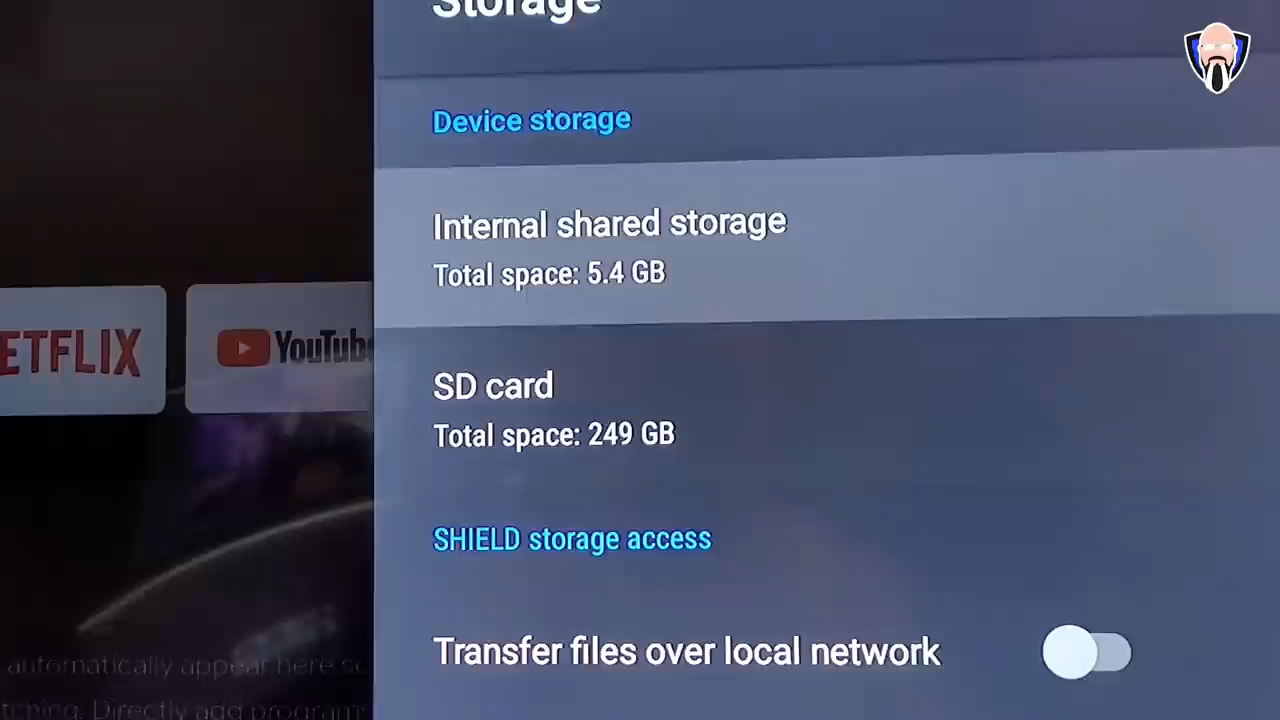 Storage
Device storage
Internal shared storage
Total space: 5.4 GB
ETFLIX
YouTube
SD card
Total space: 249 GB
SHIELD storage access
Transfer files over local network
automatically appear here so
tching. Directly add program